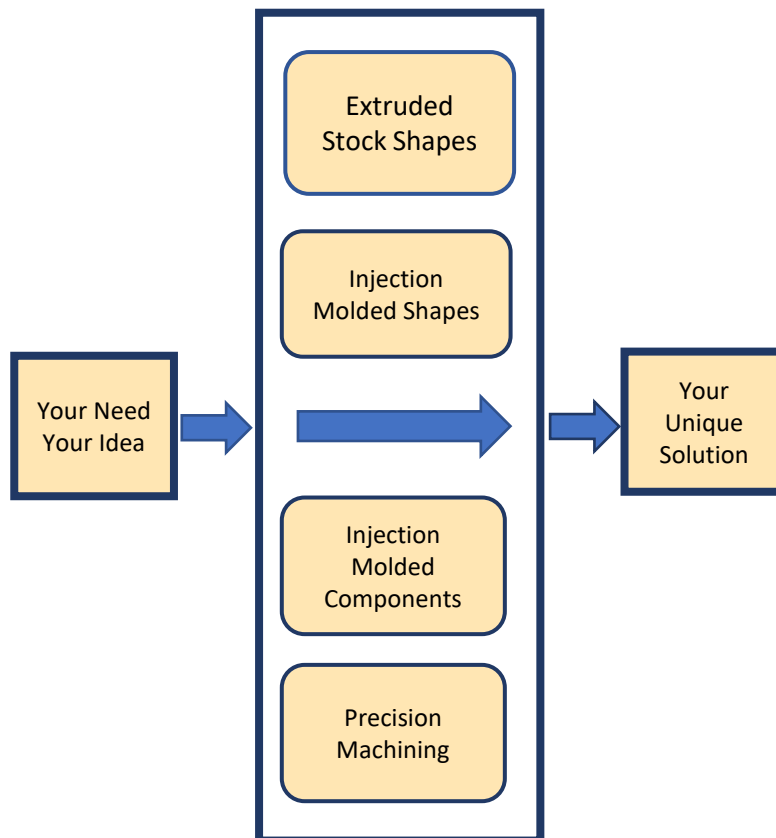 Extruded
Stock Shapes
Injection
Molded Shapes
Your Need
Your Idea
Your
Unique
Solution
Injection
Molded
Components
Precision
Machining